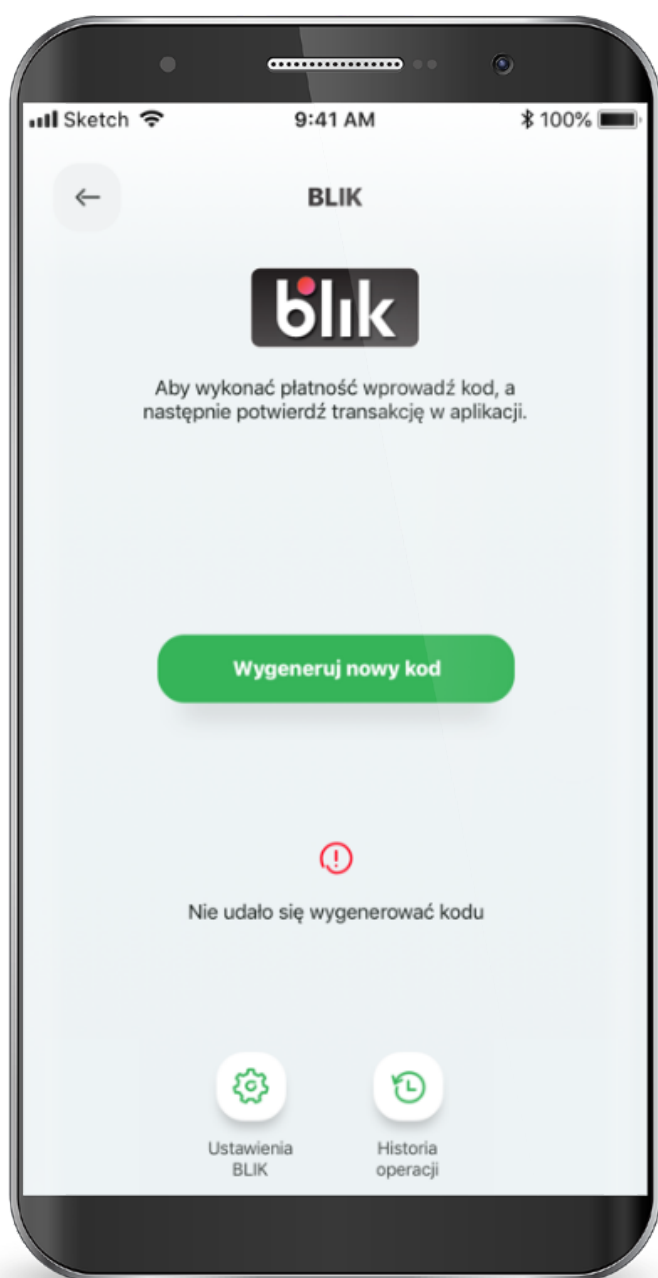 Sketch 9:41 AM 100%
BLIK
blik
Aby wykonać płatność wprowadź kod, a
następnie potwierdź transakcję w aplikacji.
Wygeneruj nowy kod
Nie udało się wygenerować kodu
Ustawienia
BLIK
Historia
operacji